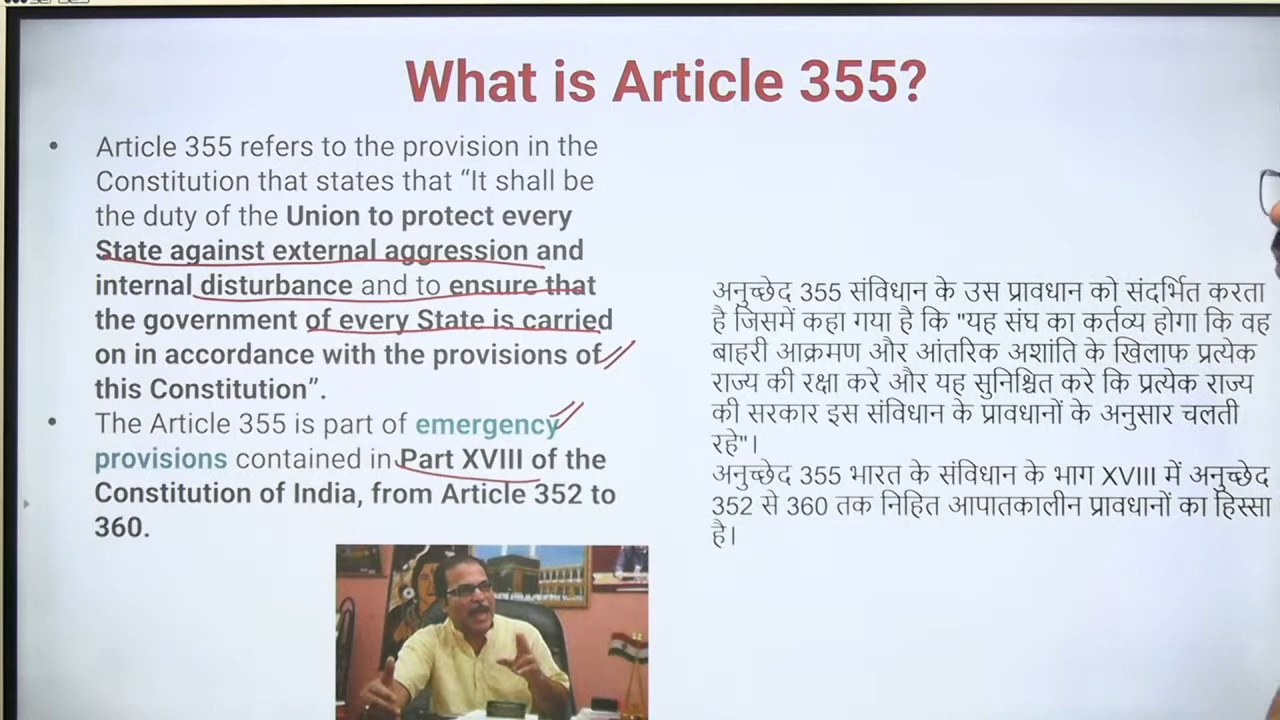 What is Article 355?
• Article 355 refers to the provision in the
Constitution that states that “It shall be
the duty of the Union to protect every
State against external aggression and
internal disturbance and to ensure that
the government of every State is carried
on in accordance with the provisions of
this Constitution”.
• The Article 355 is part of emergency
provisions contained in Part XVIII of the
Constitution of India, from Article 352 to
360.
अनुच्छेद 355 संविधान के उस प्रावधान को संदर्भित करता
है जिसमें कहा गया है कि "यह संघ का कर्तव्य होगा कि वह
बाहरी आक्रमण और आंतरिक अशांति के खिलाफ प्रत्येक
राज्य की रक्षा करे और यह सुनिश्चित करे कि प्रत्येक राज्य
की सरकार इस संविधान के प्रावधानों के अनुसार चलती
रहे"।
अनुच्छेद 355 भारत के संविधान के भाग XVIII में अनुच्छेद
352 से 360 तक निहित आपातकालीन प्रावधानों का हिस्सा
है।